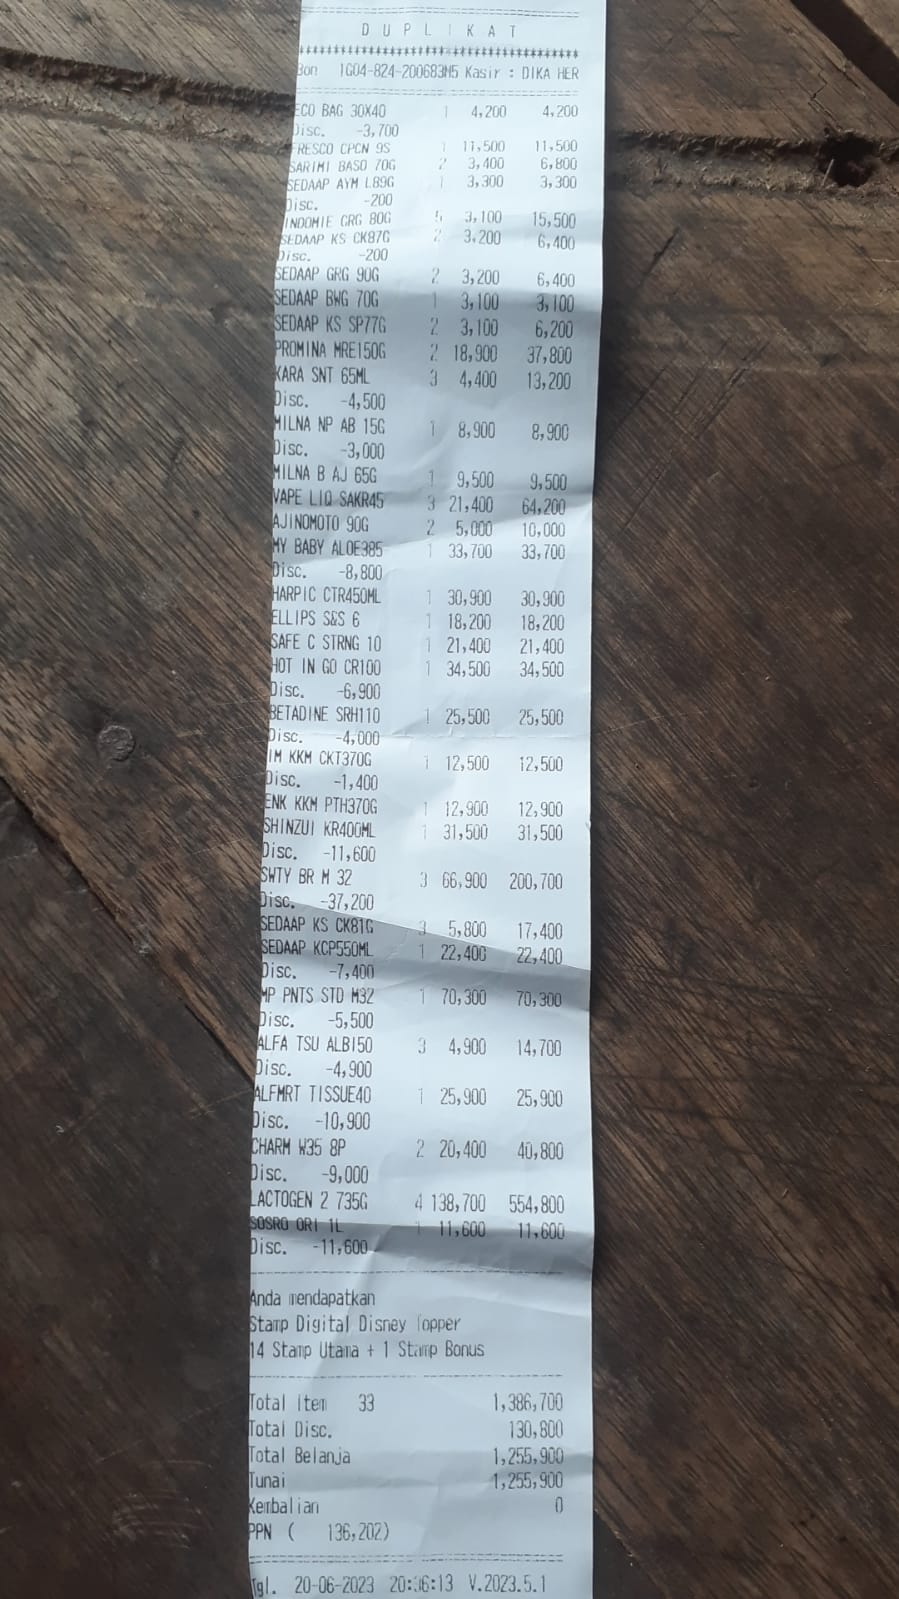 D U P L I K A T
************************************************
Bon 1G04-824-200683M5 Kasir : DIKA HER
ECO BAG 30X40 1 4,200 4,200
Disc. -3,700
FRESCO CPCN 9S 1 11,500 11,500
SARIMI BASO 70G 2 3,400 6,800
SEDAAP AYM L89G 1 3,300 3,300
Disc. -200
INDOMIE GRG 80G 5 3,100 15,500
SEDAAP KS CK87G 2 3,200 6,400
Disc. -200
SEDAAP GRG 90G 2 3,200 6,400
SEDAAP BWG 70G 1 3,100 3,100
SEDAAP KS SP77G 2 3,100 6,200
PROMINA MRE150G 2 18,900 37,800
KARA SNT 65ML 3 4,400 13,200
Disc. -4,500
MILNA NP AB 15G 1 8,900 8,900
Disc. -3,000
MILNA B AJ 65G 1 9,500 9,500
VAPE LIQ SAKR45 3 21,400 64,200
AJINOMOTO 90G 2 5,000 10,000
MY BABY ALOE385 1 33,700 33,700
Disc. -8,800
HARPIC CTR450ML 1 30,900 30,900
ELLIPS S&S 6 1 18,200 18,200
SAFE C STRNG 10 1 21,400 21,400
HOT IN GO CR100 1 34,500 34,500
Disc. -6,900
BETADINE SRH110 1 25,500 25,500
Disc. -4,000
IM KKM CKT370G 1 12,500 12,500
Disc. -1,400
ENK KKM PTH370G 1 12,900 12,900
SHINZUI KR400ML 1 31,500 31,500
Disc. -11,600
SWTY BR M 32 3 66,900 200,700
Disc. -37,200
SEDAAP KS CK81G 3 5,800 17,400
SEDAAP KCP550ML 1 22,400 22,400
Disc. -7,400
MP PNTS STD M32 1 70,300 70,300
Disc. -5,500
ALFA TSU ALB150 3 4,900 14,700
Disc. -4,900
ALFMRT TISSUE40 1 25,900 25,900
Disc. -10,900
CHARM W35 8P 2 20,400 40,800
Disc. -9,000
LACTOGEN 2 735G 4 138,700 554,800
SOSRO ORI 1L 1 11,600 11,600
Disc. -11,600
Anda mendapatkan
Stamp Digital Disney Topper
14 Stamp Utama + 1 Stamp Bonus
Total Item 33 1,386,700
Total Disc. 130,800
Total Belanja 1,255,900
Tunai 1,255,900
Kembalian 0
PPN ( 136,202)
Tgl. 20-06-2023 V.2023.5.1